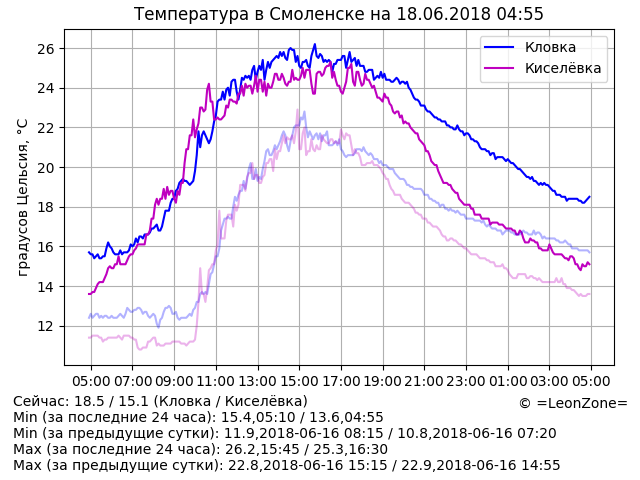 Температура в Смоленске на 18.06.2018 04:55
градусов Цельсия, °C
26
24
22
20
18
16
14
12
Кловка
Киселёвка
05:00 07:00 09:00 11:00 13:00 15:00 17:00 19:00 21:00 23:00 01:00 03:00 05:00
Сейчас: 18.5 / 15.1 (Кловка / Киселёвка)
© =LeonZone=
Min (за последние 24 часа): 15.4,05:10 / 13.6,04:55
Min (за предыдущие сутки): 11.9,2018-06-16 08:15 / 10.8,2018-06-16 07:20
Max (за последние 24 часа): 26.2,15:45 / 25.3,16:30
Max (за предыдущие сутки): 22.8,2018-06-16 15:15 / 22.9,2018-06-16 14:55